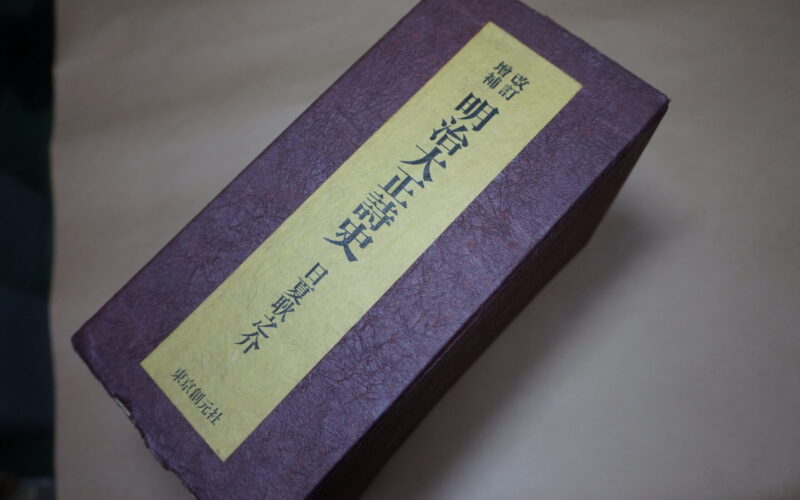 改訂
増補
明治大正詩史
日夏耿之介
東京創元社